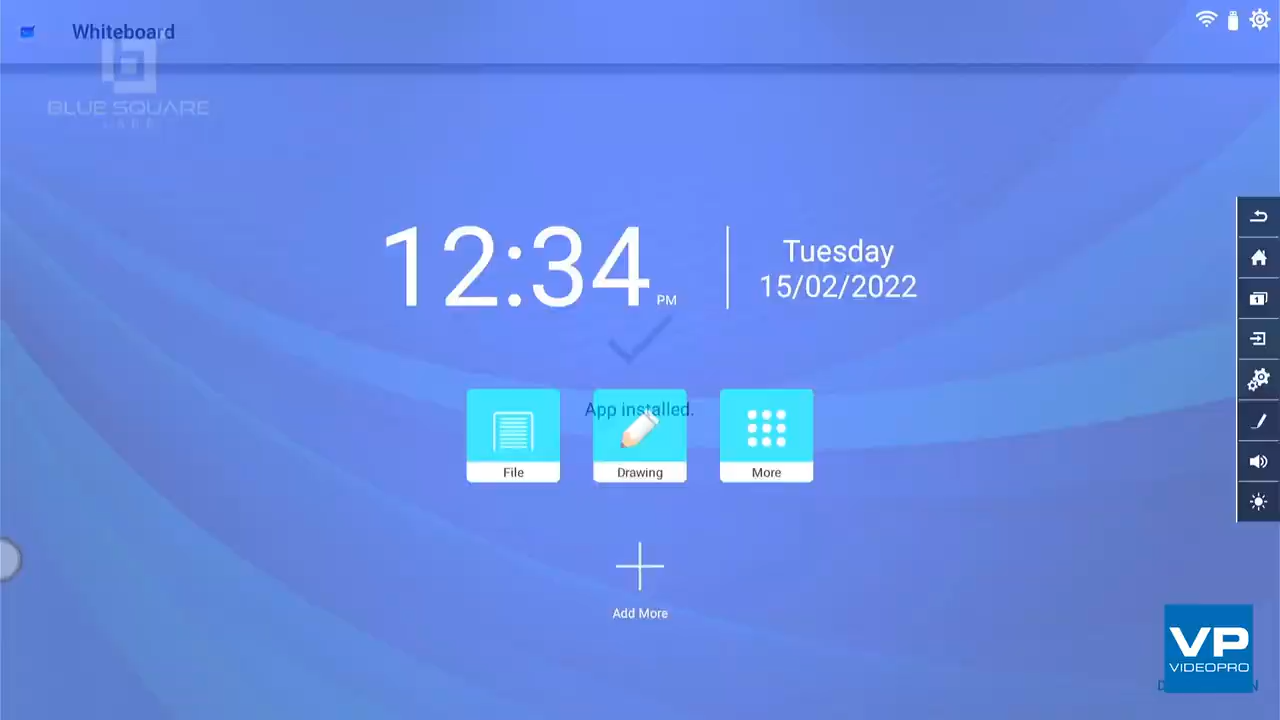 Whiteboard
BLUE SQUARE
LABS
12:34 PM
Tuesday
15/02/2022
App installed.
File
Drawing
More
Add More
VP
VIDEOPRO